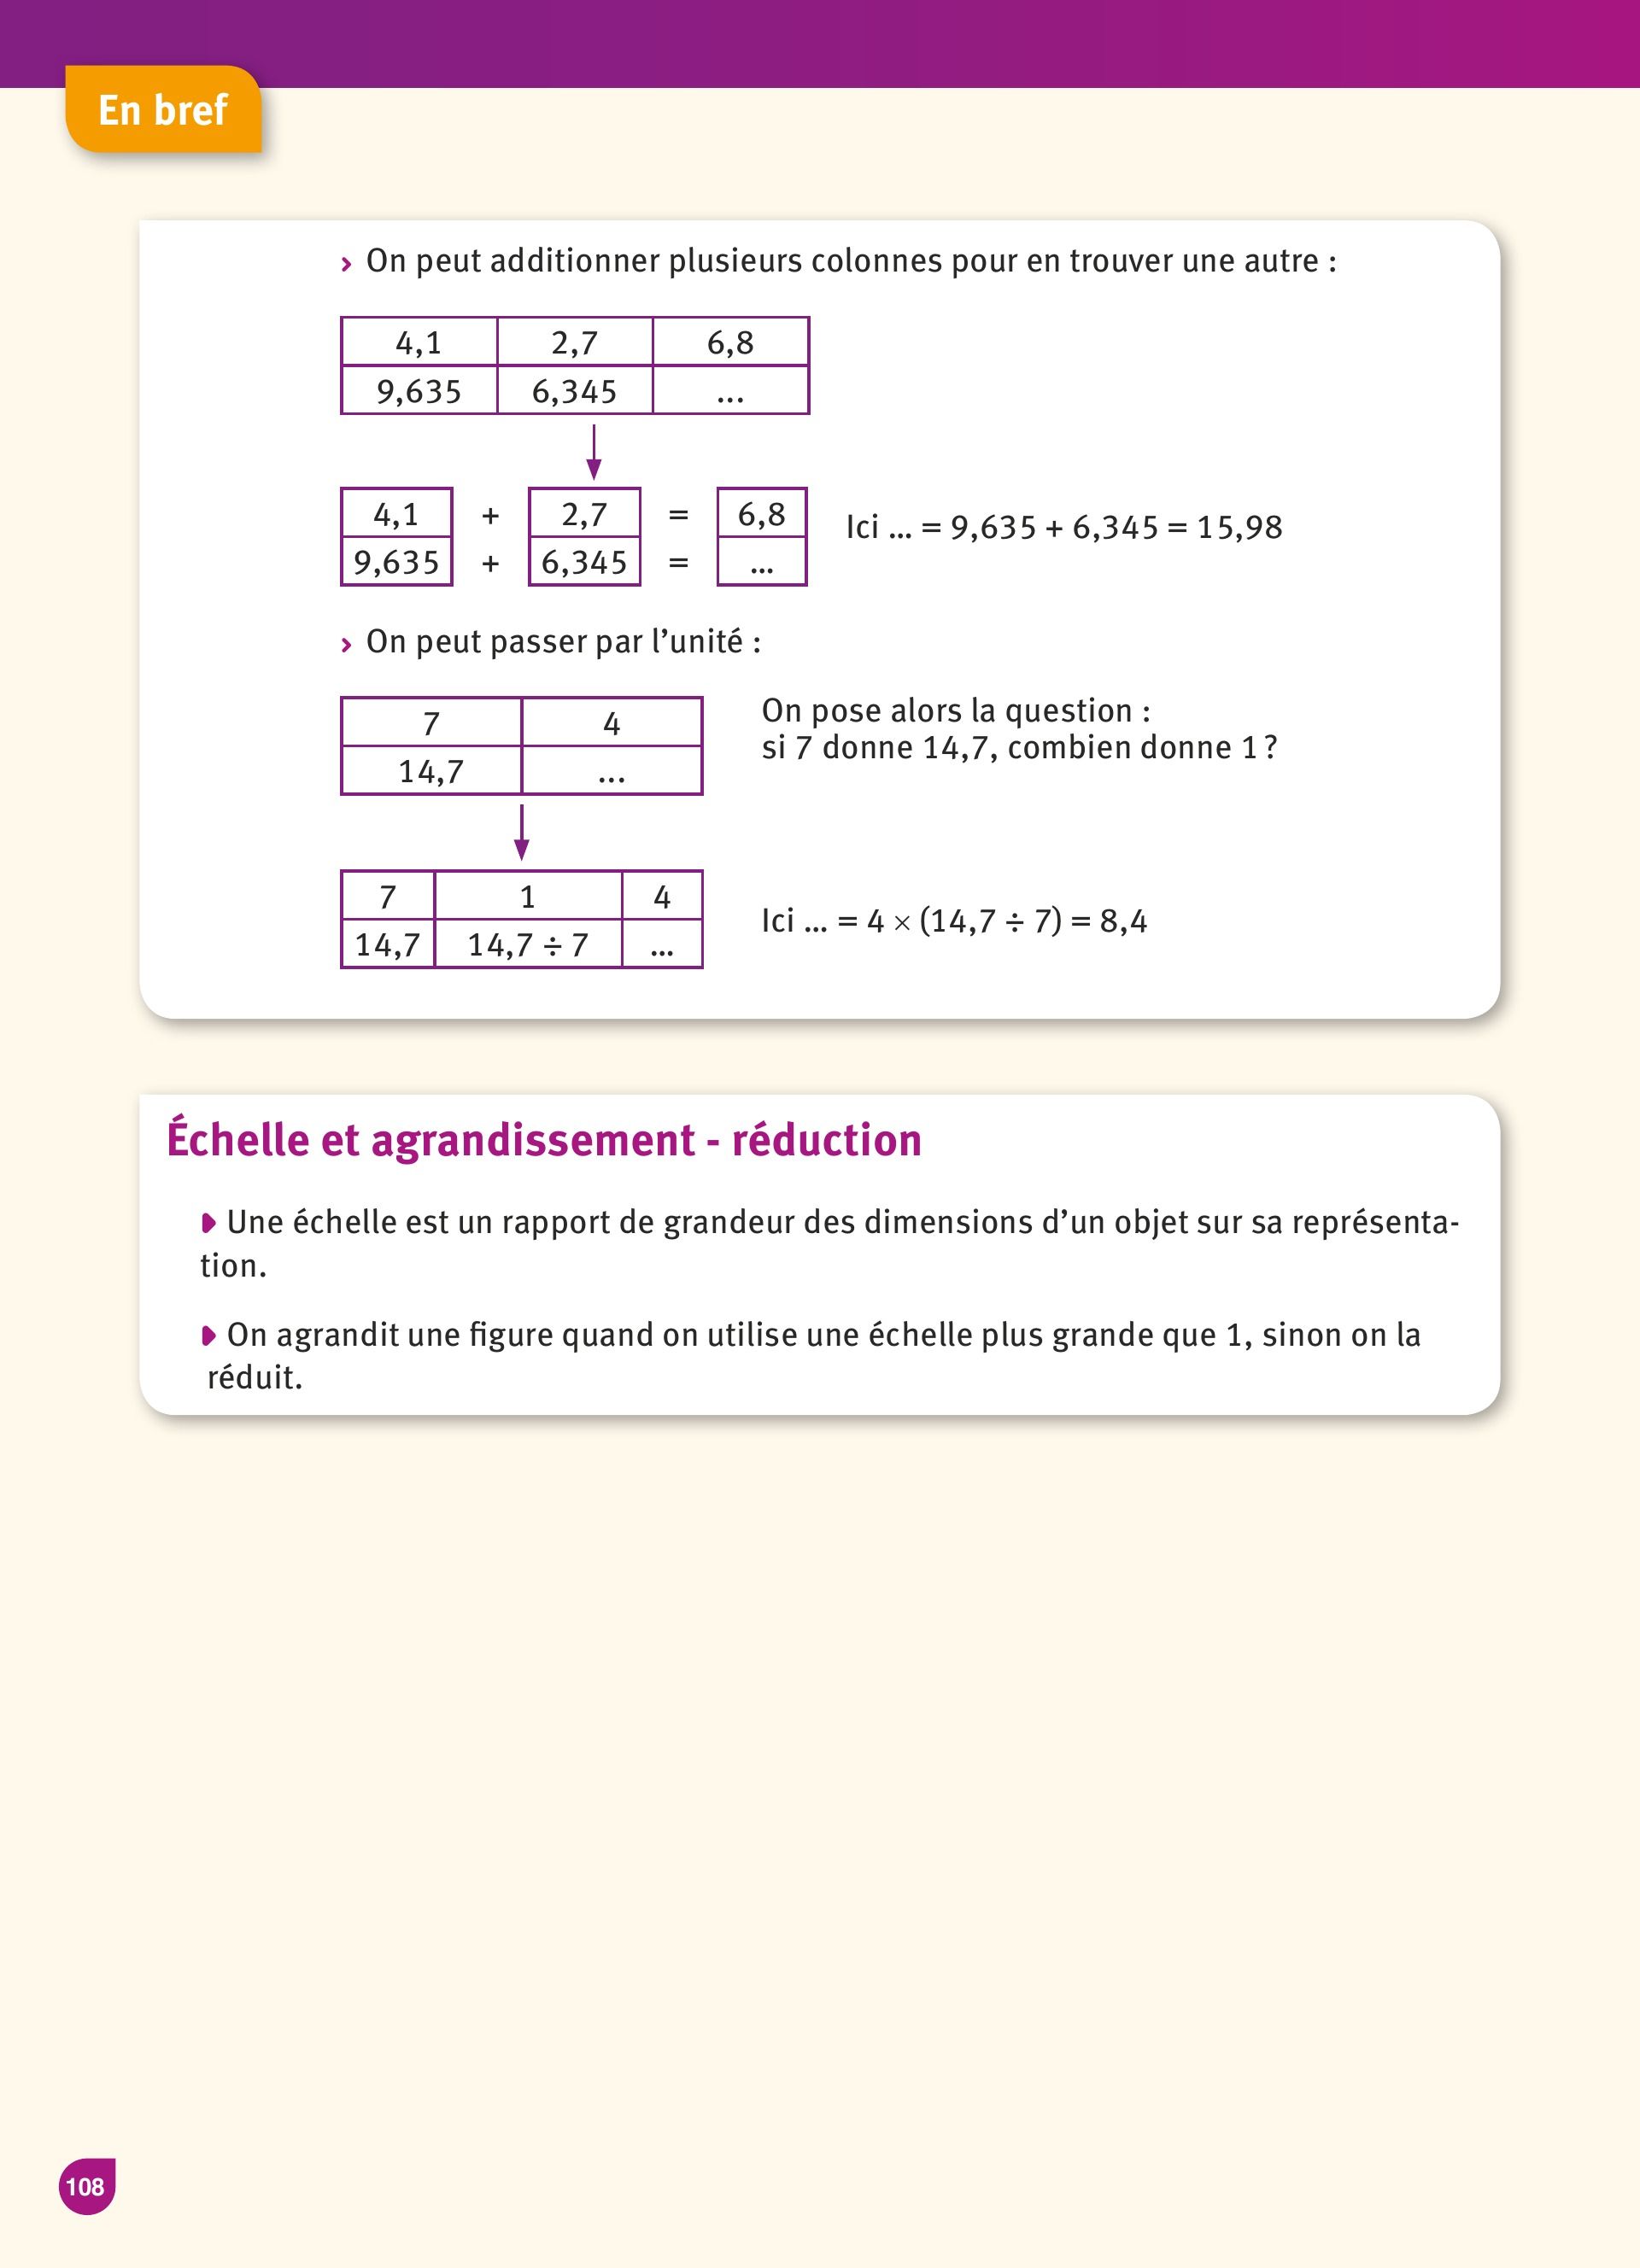 En bref
› On peut additionner plusieurs colonnes pour en trouver une autre :
4,1 2,7 6,8
9,635 6,345 ...
4,1 + 2,7 = 6,8
9,635 + 6,345 = ...
Ici ... = 9,635 + 6,345 = 15,98
› On peut passer par l’unité :
7 4
14,7 ...
On pose alors la question :
si 7 donne 14,7, combien donne 1 ?
7 1 4
14,7 14,7 ÷ 7 ...
Ici ... = 4 × (14,7 ÷ 7) = 8,4
Échelle et agrandissement - réduction
Une échelle est un rapport de grandeur des dimensions d’un objet sur sa représenta-
tion.
On agrandit une figure quand on utilise une échelle plus grande que 1, sinon on la
réduit.
108